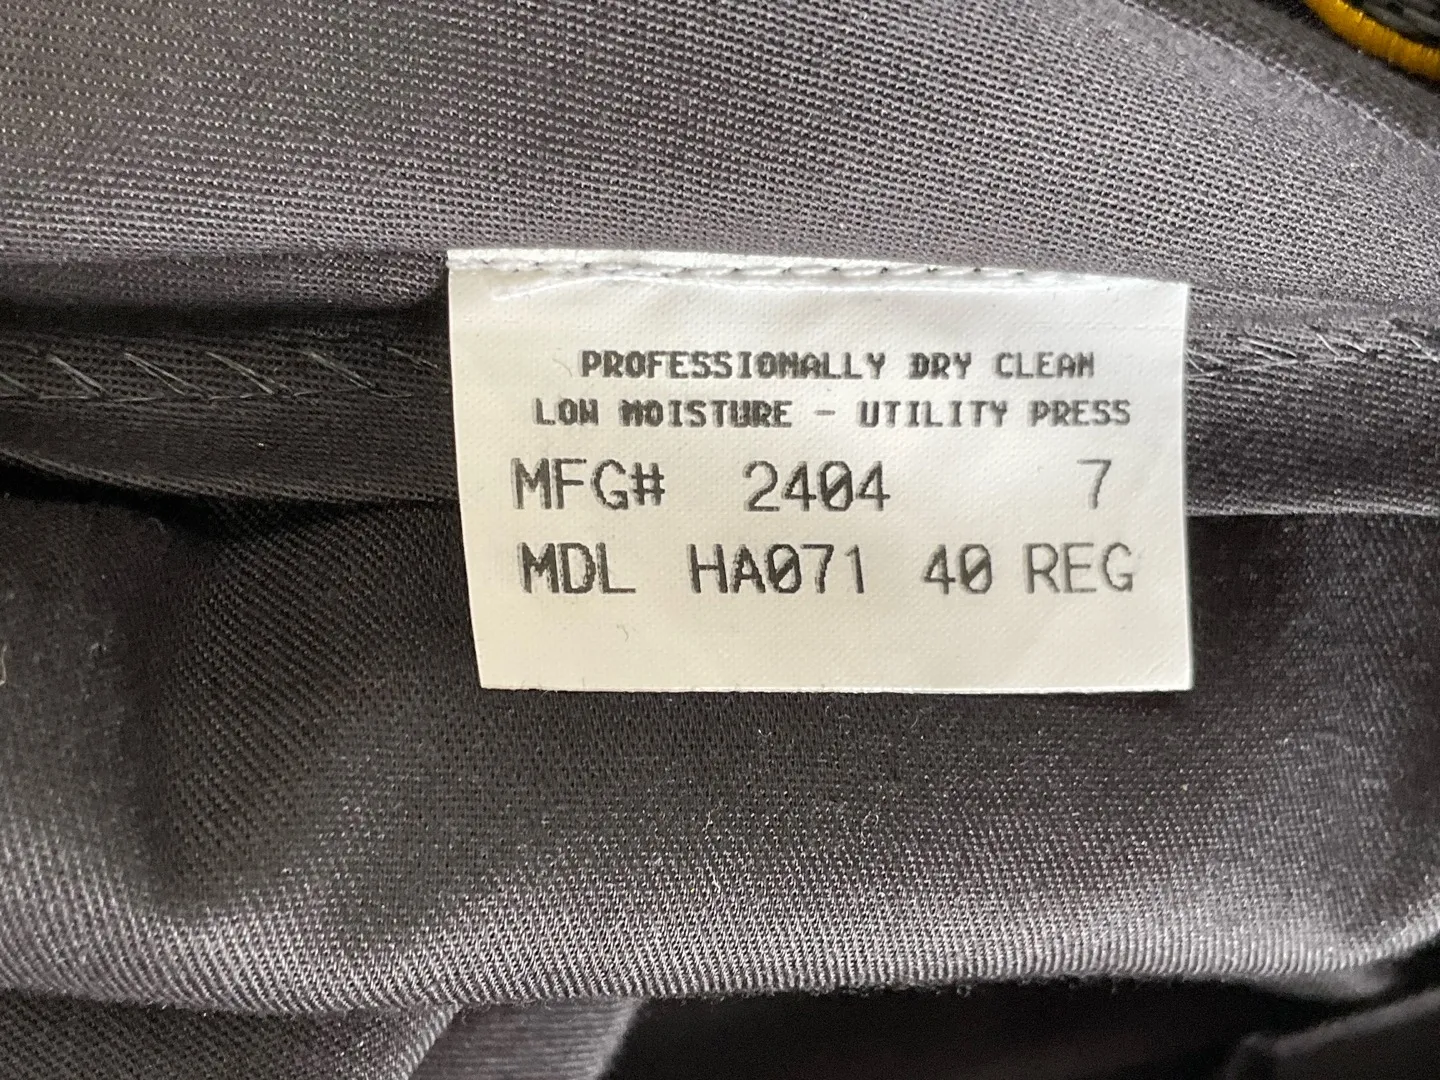 PROFESSIONALLY DRY CLEAN
LOW MOISTURE - UTILITY PRESS
MFG# 2404 7
MDL HA071 40 REG